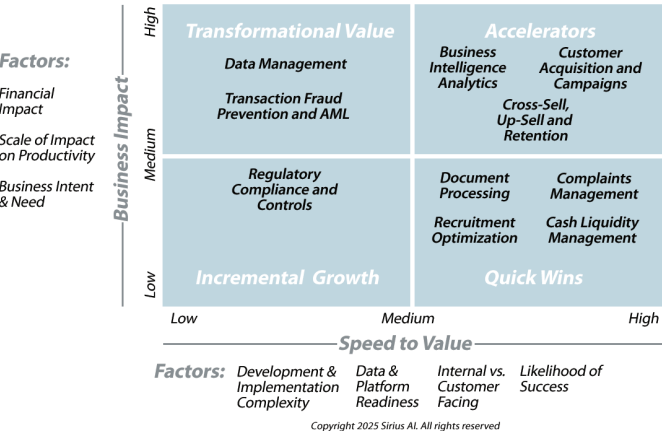 Factors:
Financial
Impact
Scale of Impact
on Productivity
Business Intent
& Need
Business Impact
High
Medium
Low
Transformational Value
Data Management
Transaction Fraud
Prevention and AML
Accelerators
Business
Intelligence
Analytics
Customer
Acquisition and
Campaigns
Cross-Sell,
Up-Sell and
Retention
Regulatory
Compliance and
Controls
Incremental Growth
Document
Processing
Complaints
Management
Recruitment
Optimization
Cash Liquidity
Management
Quick Wins
Low
Medium
High
Speed to Value
Factors:
Development &
Implementation
Complexity
Data &
Platform
Readiness
Internal vs.
Customer
Facing
Likelihood of
Success
Copyright 2025 Sirius AI. All rights reserved